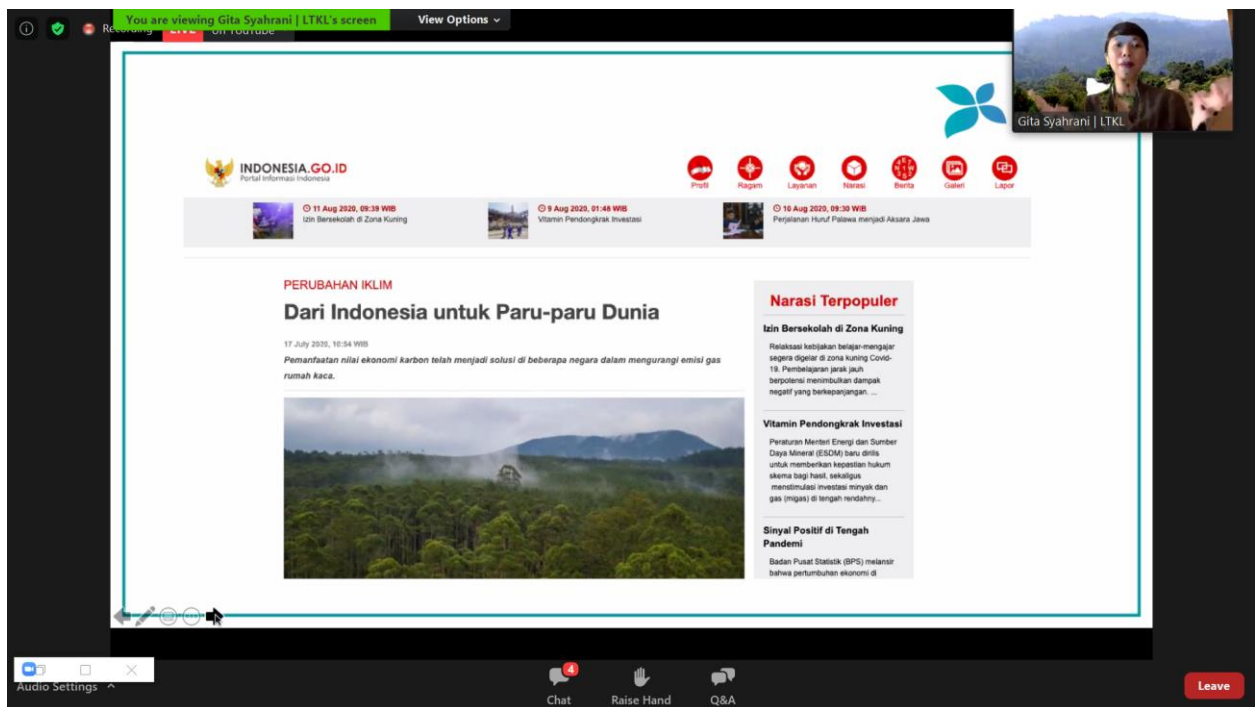 You are viewing Gita Syahrani | LTKL's screen
View Options
Recording
LIVE on YouTube
Gita Syahrani | LTKL
INDONESIA.GO.ID
Portal Informasi Indonesia
Profil
Ragam
Layanan
Narasi
Berita
Galeri
Lapor
11 Aug 2020, 09:39 WIB
Izin Bersekolah di Zona Kuning
9 Aug 2020, 01:48 WIB
Vitamin Pendongkrak Investasi
10 Aug 2020, 09:30 WIB
Perjalanan Huruf Palawa menjadi Aksara Jawa
PERUBAHAN IKLIM
Dari Indonesia untuk Paru-paru Dunia
17 July 2020, 10:54 WIB
Pemanfaatan nilai ekonomi karbon telah menjadi solusi di beberapa negara dalam mengurangi emisi gas
rumah kaca.
Narasi Terpopuler
Izin Bersekolah di Zona Kuning
Relaksasi kebijakan belajar-mengajar
segera digelar di zona kuning Covid-
19. Pembelajaran jarak jauh
berpotensi menimbulkan dampak
negatif yang berkepanjangan. ...
Vitamin Pendongkrak Investasi
Peraturan Menteri Energi dan Sumber
Daya Mineral (ESDM) baru dirilis
untuk memberikan kepastian hukum
skema bagi hasil, sekaligus
menstimulasi investasi minyak dan
gas (migas) di tengah rendahny...
Sinyal Positif di Tengah
Pandemi
Badan Pusat Statistik (BPS) melansir
bahwa pertumbuhan ekonomi di
Audio Settings
4
Chat
Raise Hand
Q&A
Leave